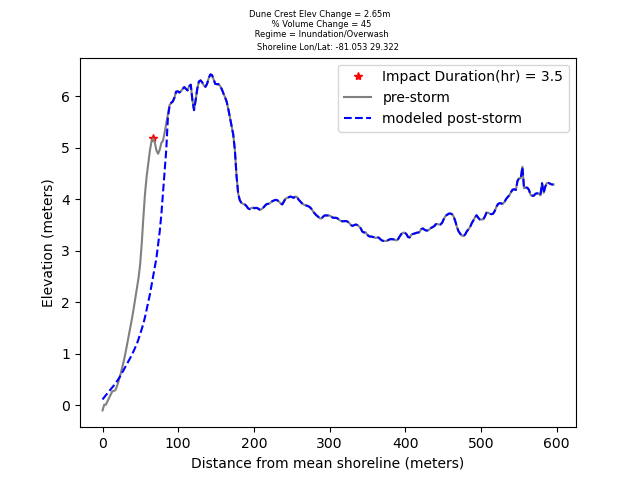 Dune Crest Elev Change = 2.65m
% Volume Change = 45
Regime = Inundation/Overwash
Shoreline Lon/Lat: -81.053 29.322
Impact Duration(hr) = 3.5
pre-storm
modeled post-storm
Elevation (meters)
6
5
4
3
2
1
0
0 100 200 300 400 500 600
Distance from mean shoreline (meters)